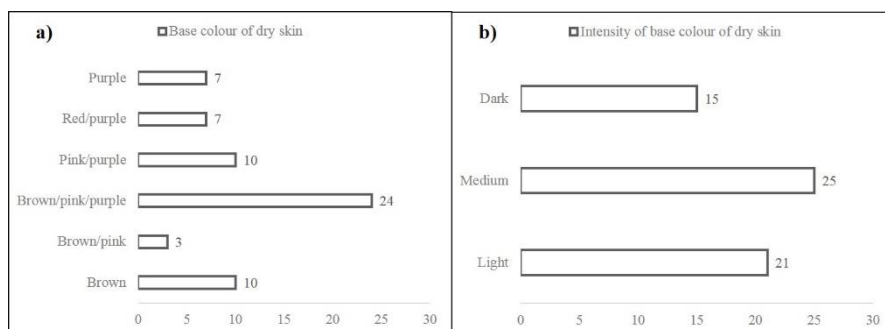 a)
Base colour of dry skin
Purple 7
Red/purple 7
Pink/purple 10
Brown/pink/purple 24
Brown/pink 3
Brown 10
0 5 10 15 20 25 30
b)
Intensity of base colour of dry skin
Dark 15
Medium 25
Light 21
0 5 10 15 20 25 30